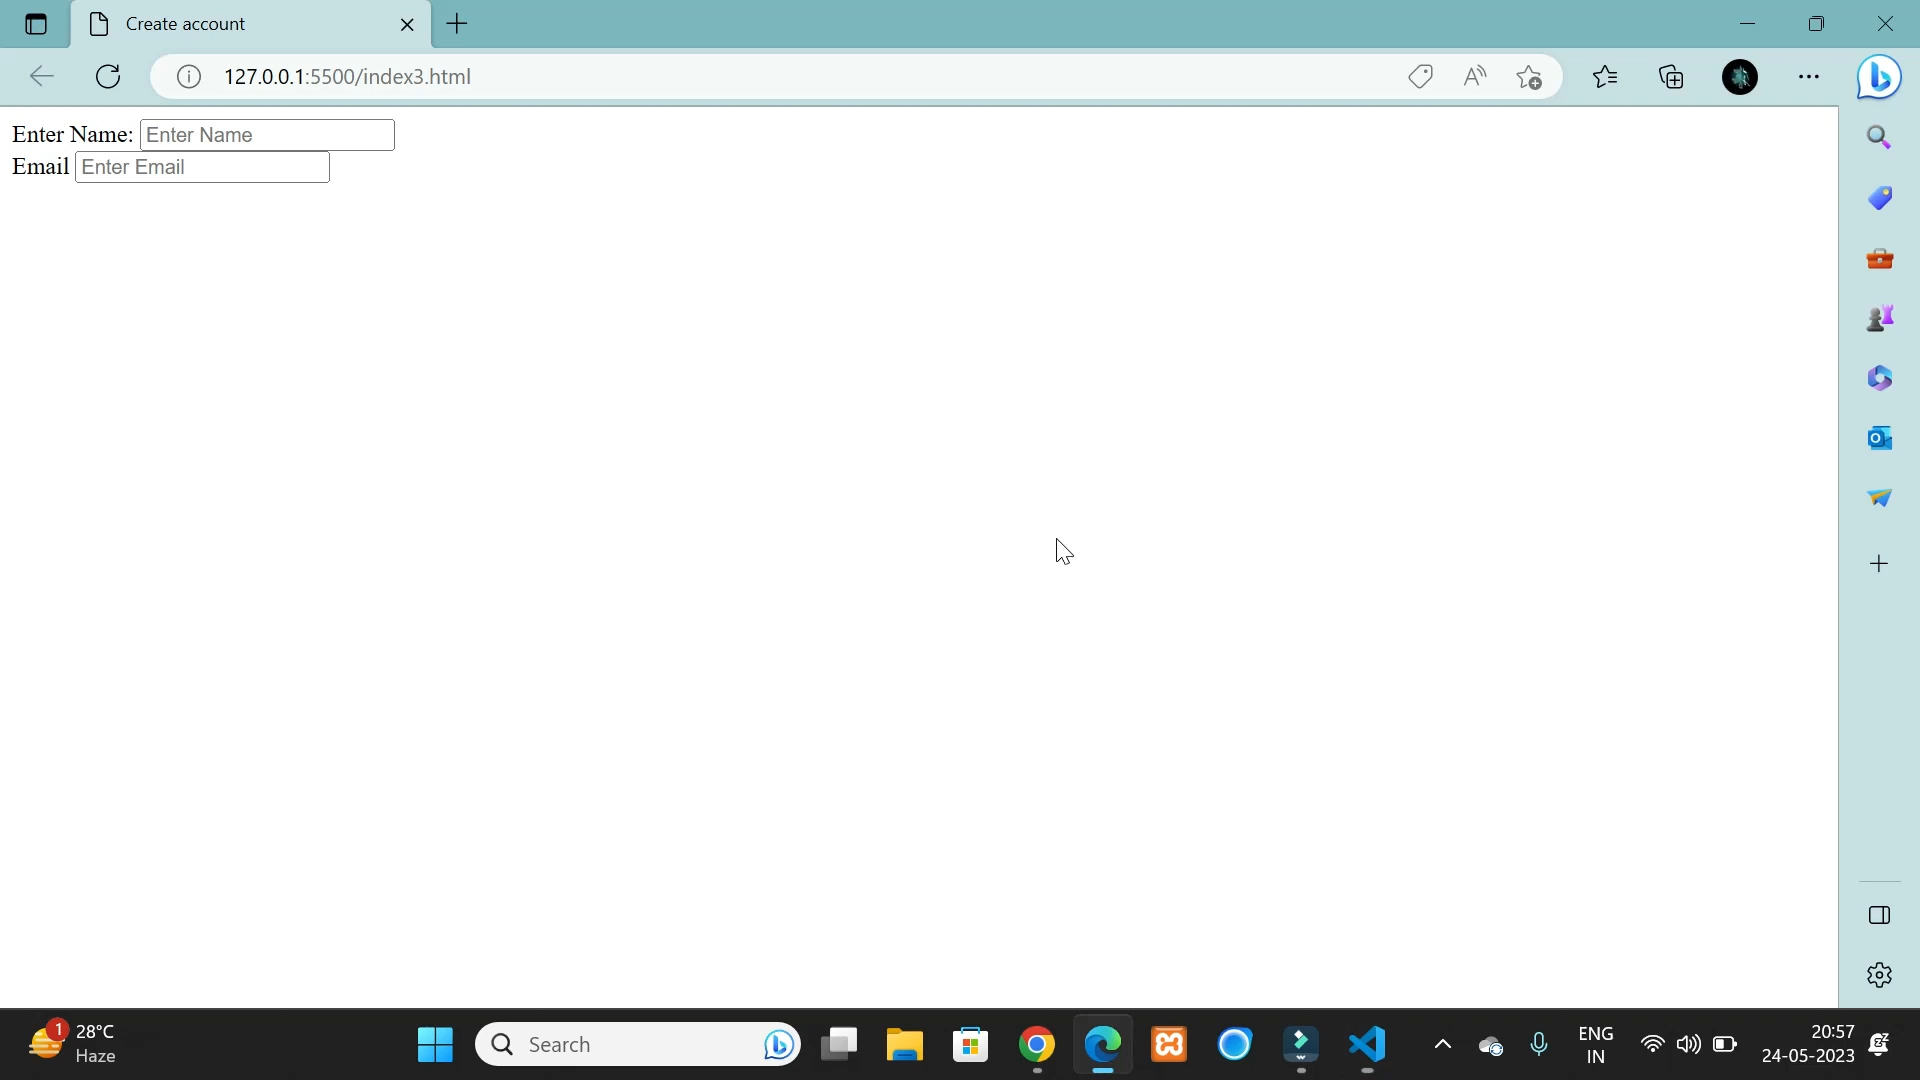 Create account
127.0.0.1:5500/index3.html
Enter Name: Enter Name
Email Enter Email
1
28°C
Haze
Search
ENG
IN
20:57
24-05-2023